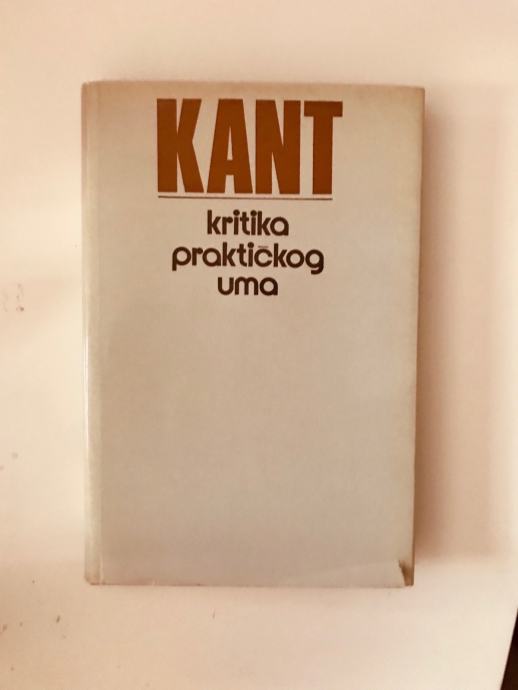 KANT
kritika
praktičkog
uma